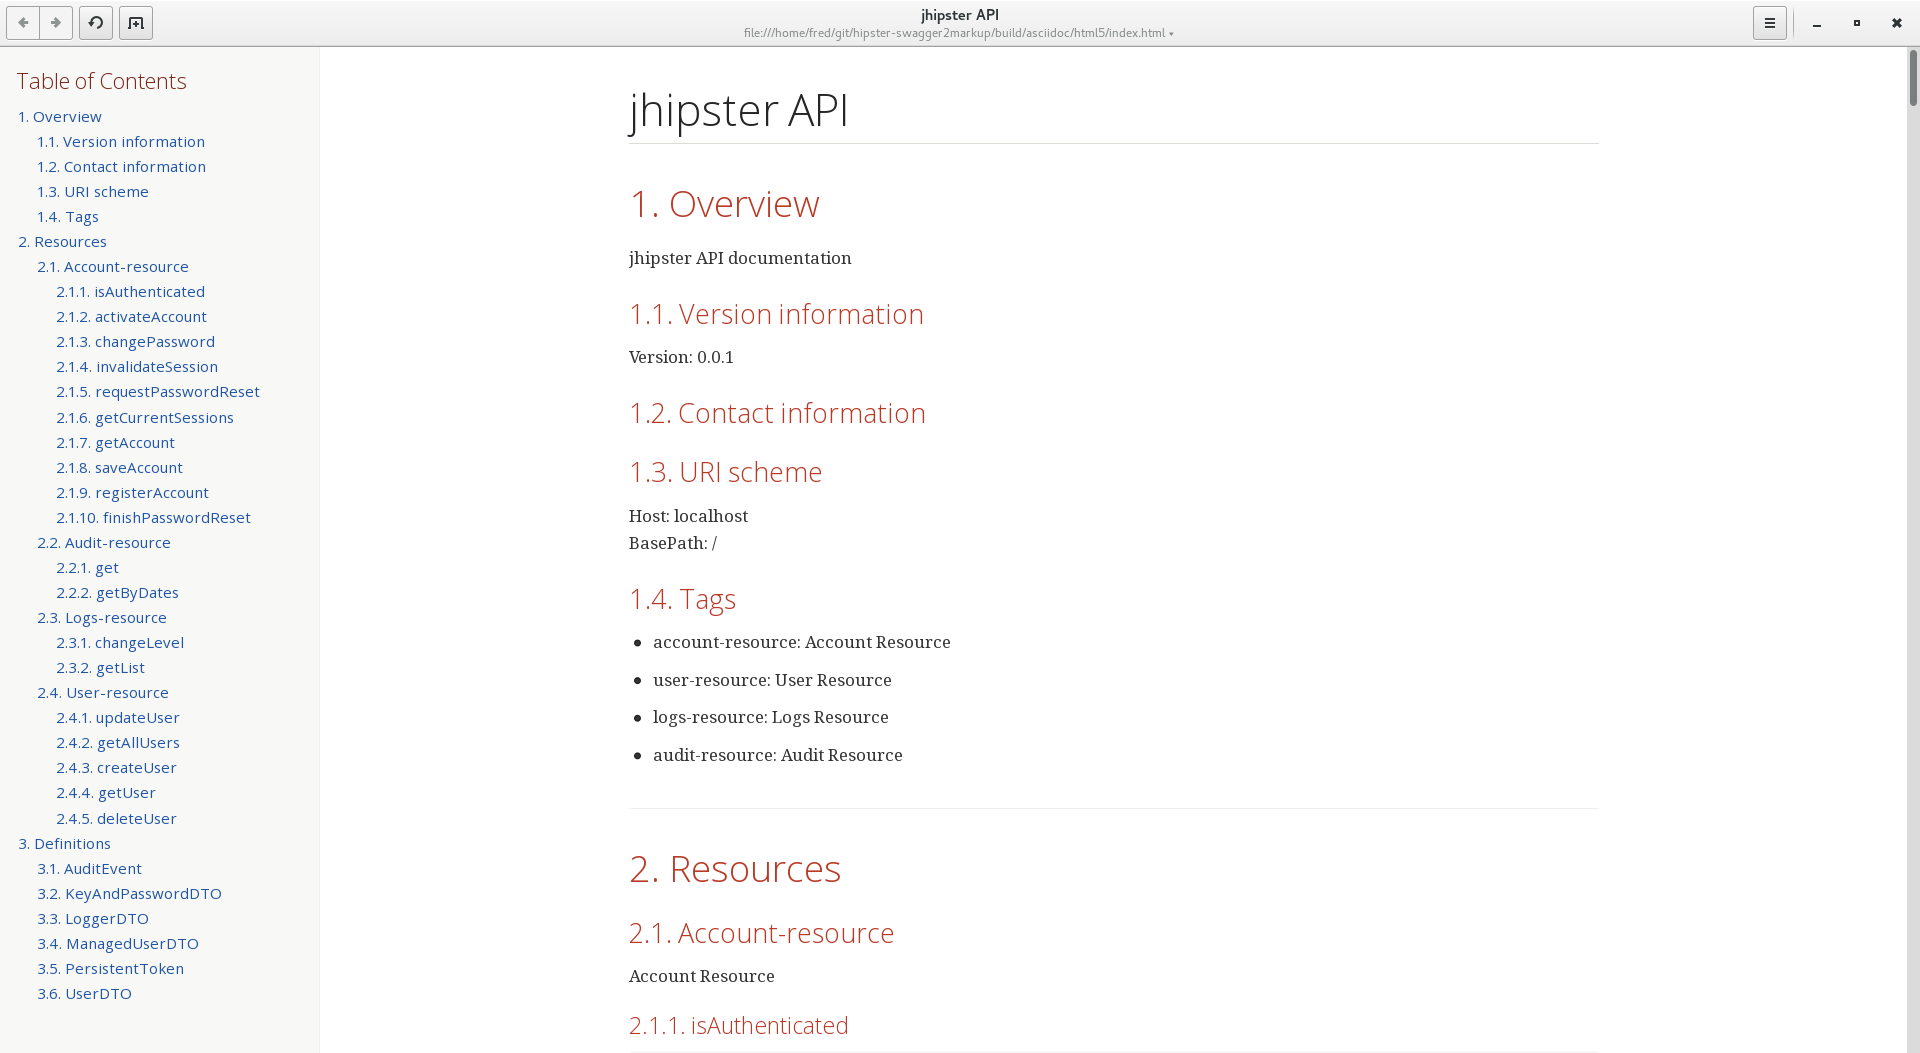 jhipster API
file:///home/fred/git/hipster-swagger2markup/build/asciidoc/html5/index.html
Table of Contents
1. Overview
1.1. Version information
1.2. Contact information
1.3. URI scheme
1.4. Tags
2. Resources
2.1. Account-resource
2.1.1. isAuthenticated
2.1.2. activateAccount
2.1.3. changePassword
2.1.4. invalidateSession
2.1.5. requestPasswordReset
2.1.6. getCurrentSessions
2.1.7. getAccount
2.1.8. saveAccount
2.1.9. registerAccount
2.1.10. finishPasswordReset
2.2. Audit-resource
2.2.1. get
2.2.2. getByDates
2.3. Logs-resource
2.3.1. changeLevel
2.3.2. getList
2.4. User-resource
2.4.1. updateUser
2.4.2. getAllUsers
2.4.3. createUser
2.4.4. getUser
2.4.5. deleteUser
3. Definitions
3.1. AuditEvent
3.2. KeyAndPasswordDTO
3.3. LoggerDTO
3.4. ManagedUserDTO
3.5. PersistentToken
3.6. UserDTO
jhipster API
1. Overview
jhipster API documentation
1.1. Version information
Version: 0.0.1
1.2. Contact information
1.3. URI scheme
Host: localhost
BasePath: /
1.4. Tags
• account-resource: Account Resource
• user-resource: User Resource
• logs-resource: Logs Resource
• audit-resource: Audit Resource
2. Resources
2.1. Account-resource
Account Resource
2.1.1. isAuthenticated